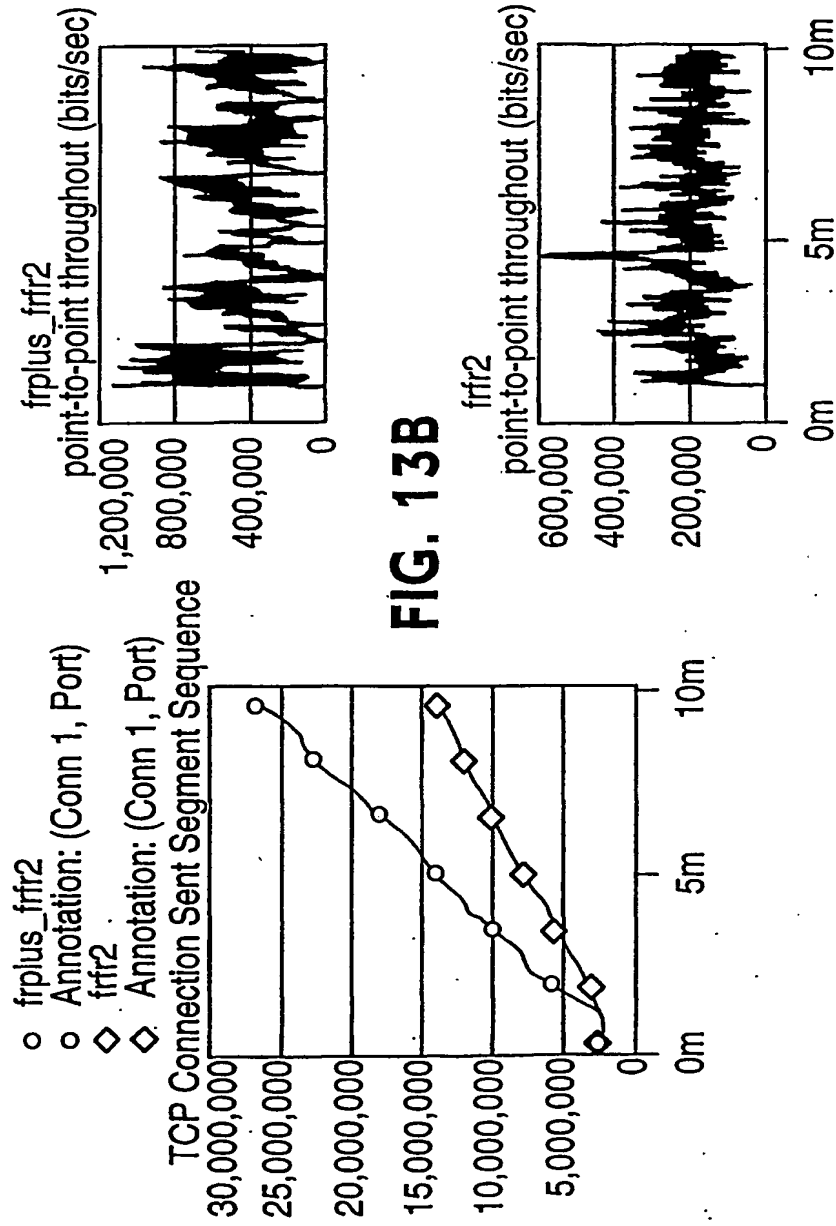 frplus_frfr2
Annotation: (Conn 1, Port)
frfr2
Annotation: (Conn 1, Port)
TCP Connection Sent Segment Sequence
30,000,000
25,000,000
20,000,000
15,000,000
10,000,000
5,000,000
0
0m
5m
10m
FIG. 13B
frplus_frfr2
point-to-point throughout (bits/sec)
1,200,000
800,000
400,000
0
frfr2
point-to-point throughout (bits/sec)
600,000
400,000
200,000
0
0m
5m
10m